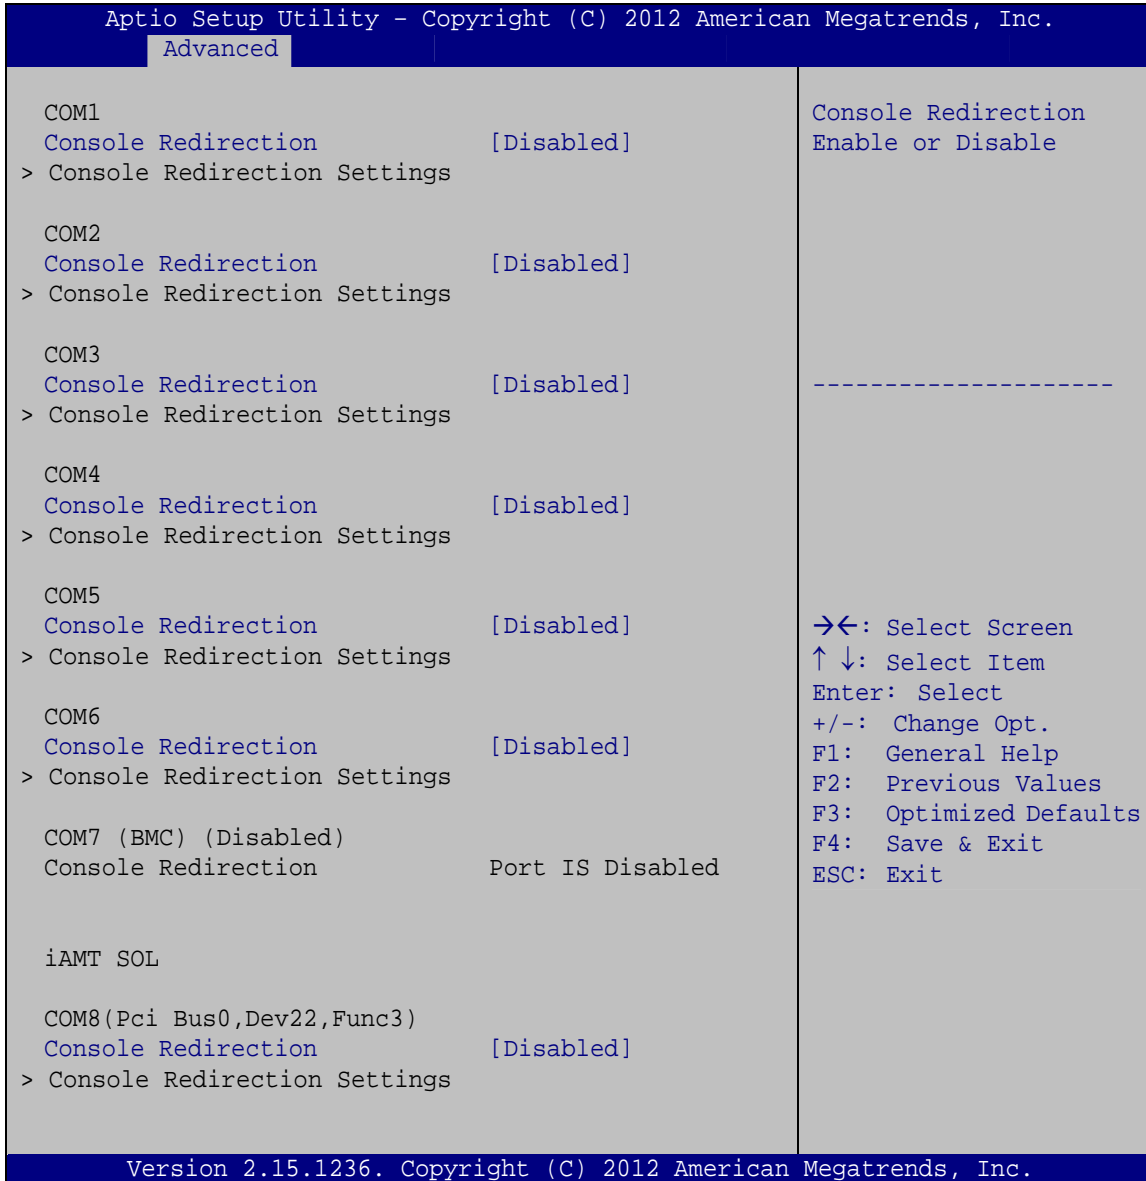 Aptio Setup Utility – Copyright (C) 2012 American Megatrends, Inc.
Advanced
COM1
Console Redirection [Disabled]
> Console Redirection Settings
COM2
Console Redirection [Disabled]
> Console Redirection Settings
COM3
Console Redirection [Disabled]
> Console Redirection Settings
COM4
Console Redirection [Disabled]
> Console Redirection Settings
COM5
Console Redirection [Disabled]
> Console Redirection Settings
COM6
Console Redirection [Disabled]
> Console Redirection Settings
COM7 (BMC) (Disabled)
Console Redirection Port IS Disabled
iAMT SOL
COM8(Pci Bus0,Dev22,Func3)
Console Redirection [Disabled]
> Console Redirection Settings
Console Redirection
Enable or Disable
---------------------
→←: Select Screen
↑ ↓: Select Item
Enter: Select
+/-: Change Opt.
F1: General Help
F2: Previous Values
F3: Optimized Defaults
F4: Save & Exit
ESC: Exit
Version 2.15.1236. Copyright (C) 2012 American Megatrends, Inc.